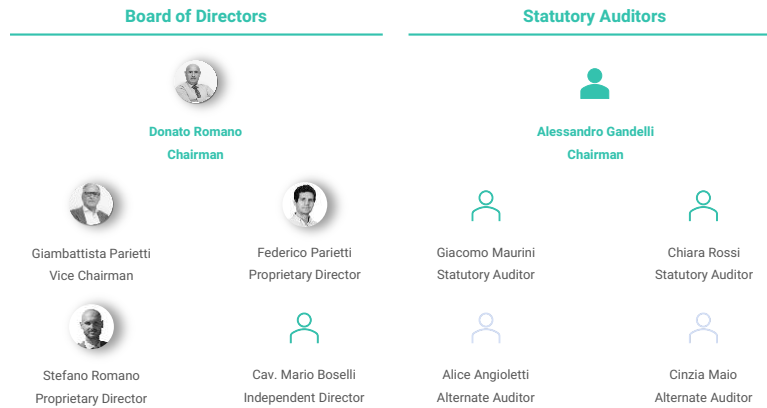 Board of Directors
Donato Romano
Chairman
Giambattista Parietti
Vice Chairman
Federico Parietti
Proprietary Director
Stefano Romano
Proprietary Director
Cav. Mario Boselli
Independent Director
Statutory Auditors
Alessandro Gandelli
Chairman
Giacomo Maurini
Statutory Auditor
Chiara Rossi
Statutory Auditor
Alice Angioletti
Alternate Auditor
Cinzia Maio
Alternate Auditor